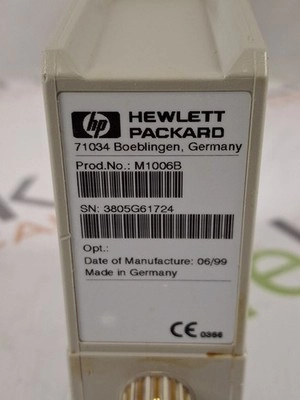 hp HEWLETT
PACKARD
71034 Boeblingen, Germany
Prod.No.: M1006B
SN: 3805G61724
Opt.:
Date of Manufacture: 06/99
Made in Germany
CE 0366